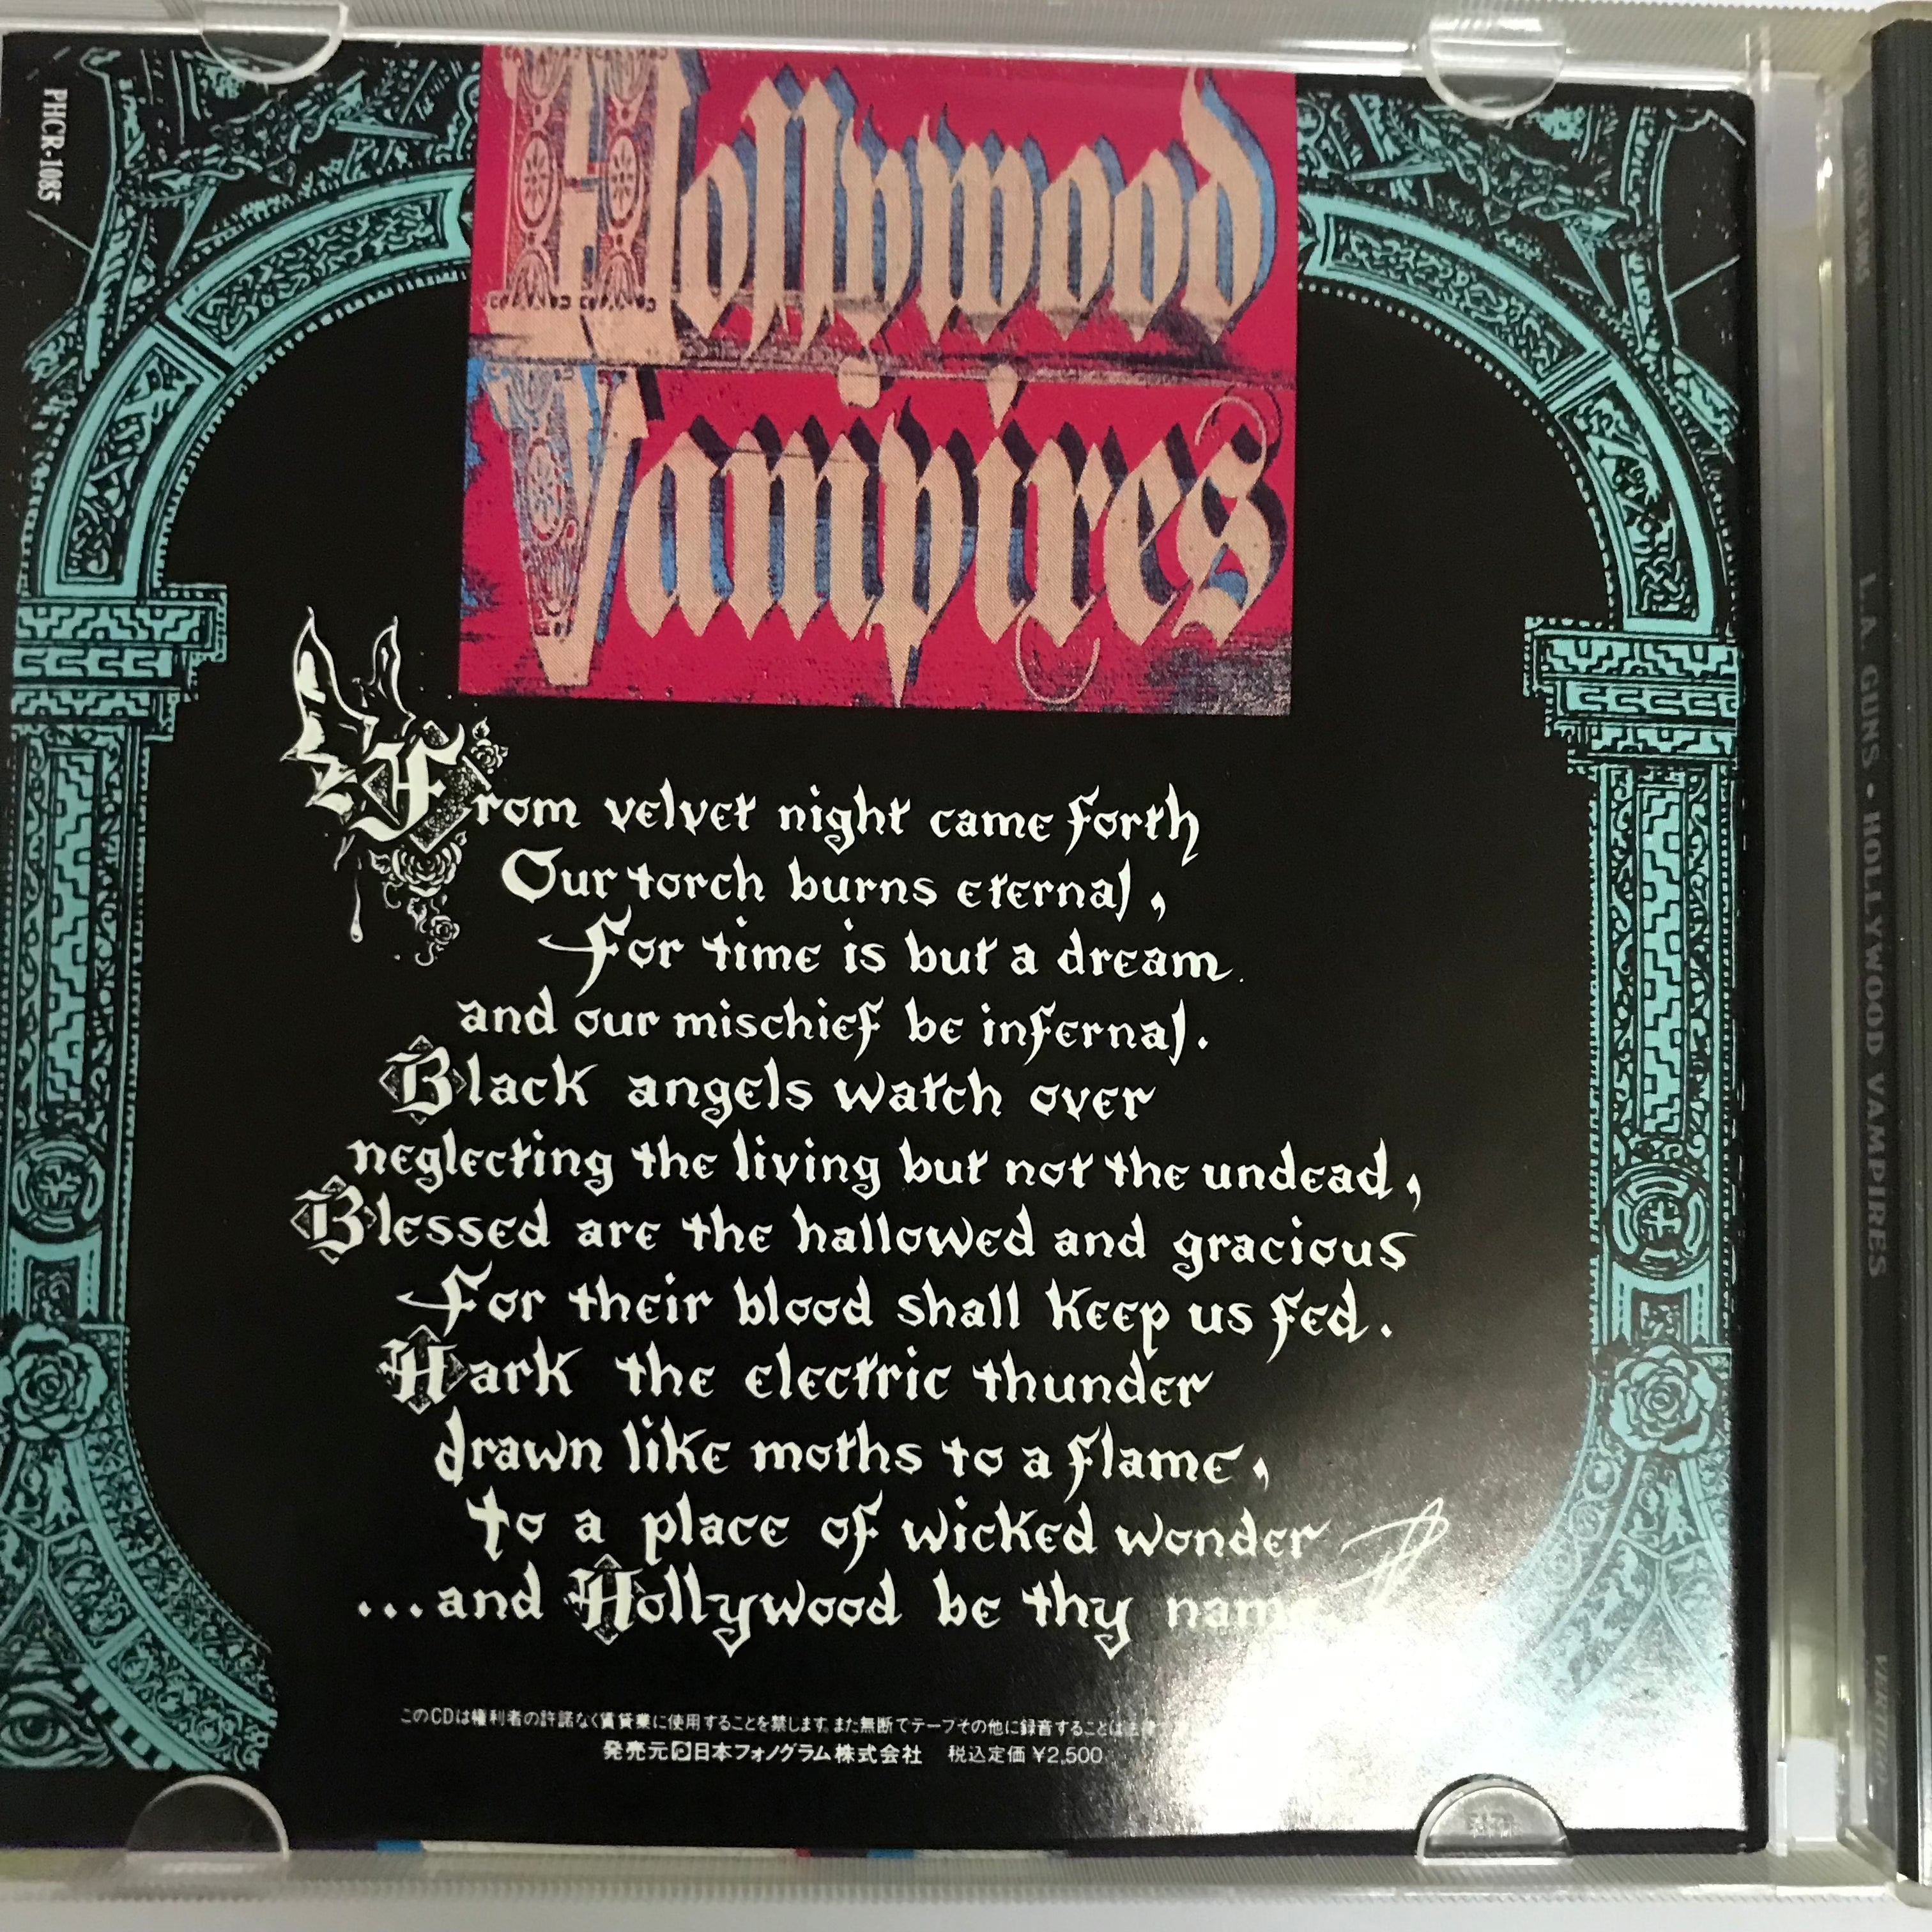 PHCR-1085
Hollywood
Vampires
From velvet night came forth
Our torch burns eternal,
For time is but a dream.
and our mischief be infernal.
Black angels watch over
neglecting the living but not the undead,
Blessed are the hallowed and gracious
For their blood shall keep us fed.
Hark the electric thunder
drawn like moths to a flame,
to a place of wicked wonder
...and Hollywood be thy name
このCDは権利者の許諾なく賃貸業に使用することを禁します。また無断でテープその他に録音することは法律
発売元 日本フォノグラム株式会社 税込定価 ¥2,500
L.A. GUNS • HOLLYWOOD VAMPIRES
VERTIGO